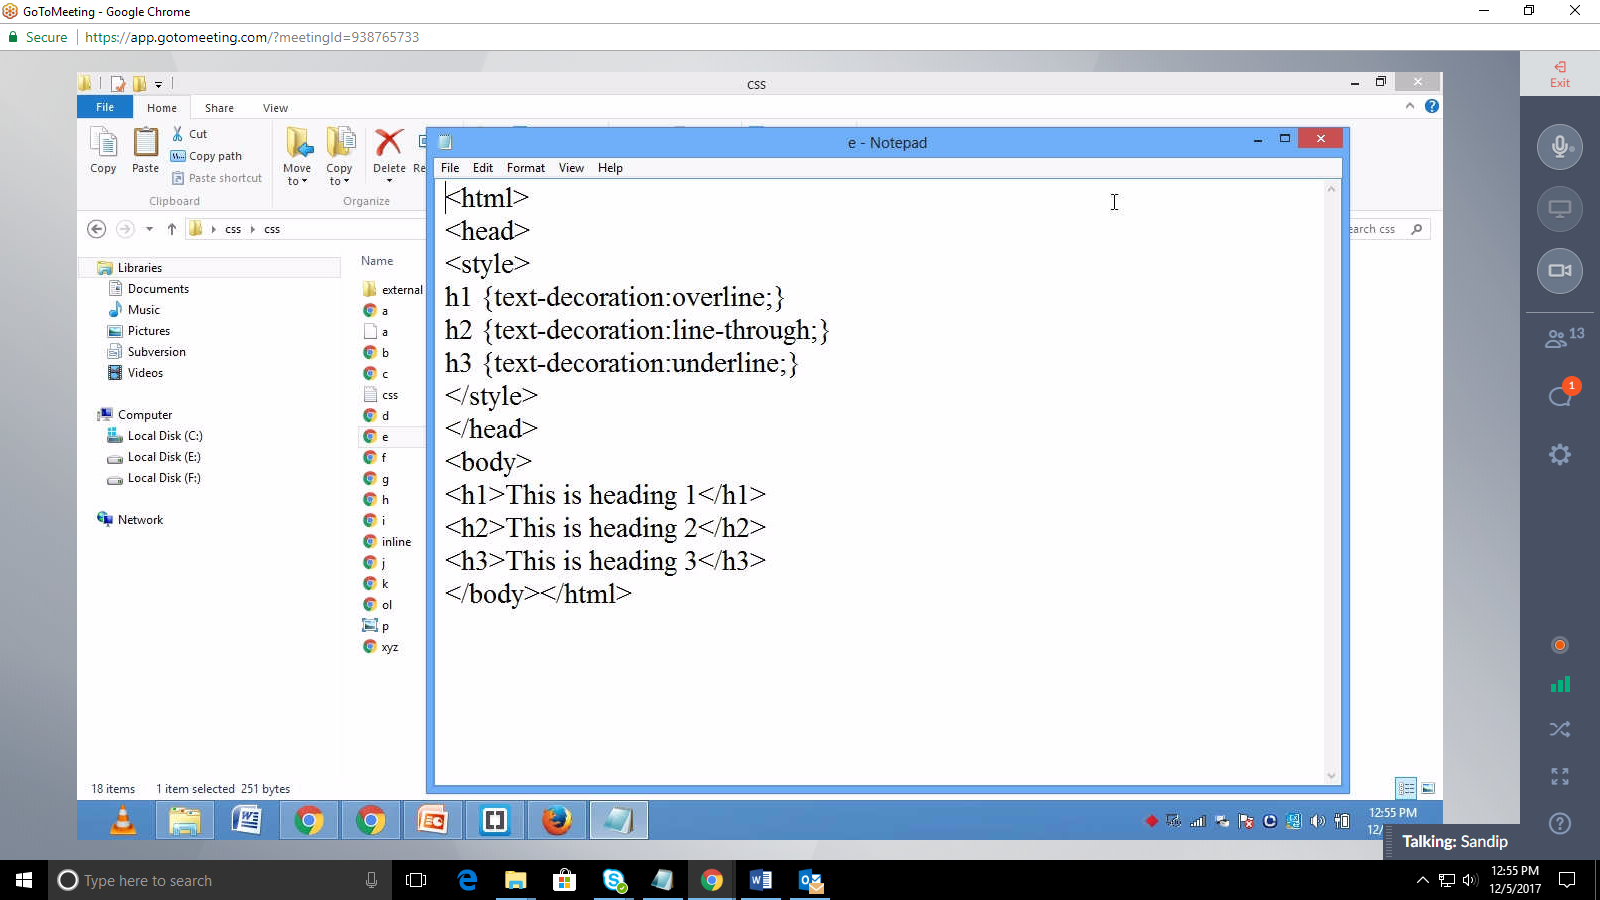 GoToMeeting - Google Chrome
Secure https://app.gotomeeting.com/?meetingId=938765733
Exit
css
File Home Share View
Copy
Paste
Cut
Copy path
Paste shortcut
Clipboard
Move to
Copy to
Delete
Organize
css css
Libraries
Documents
Music
Pictures
Subversion
Videos
Computer
Local Disk (C:)
Local Disk (E:)
Local Disk (F:)
Network
Name
external
a
a
b
c
css
d
e
f
g
h
i
inline
j
k
ol
p
xyz
18 items 1 item selected 251 bytes
e - Notepad
File Edit Format View Help
<html>
<head>
<style>
h1 {text-decoration:overline;}
h2 {text-decoration:line-through;}
h3 {text-decoration:underline;}
</style>
</head>
<body>
<h1>This is heading 1</h1>
<h2>This is heading 2</h2>
<h3>This is heading 3</h3>
</body></html>
css
13
1
12:55 PM
Talking: Sandip
Type here to search
12:55 PM
12/5/2017